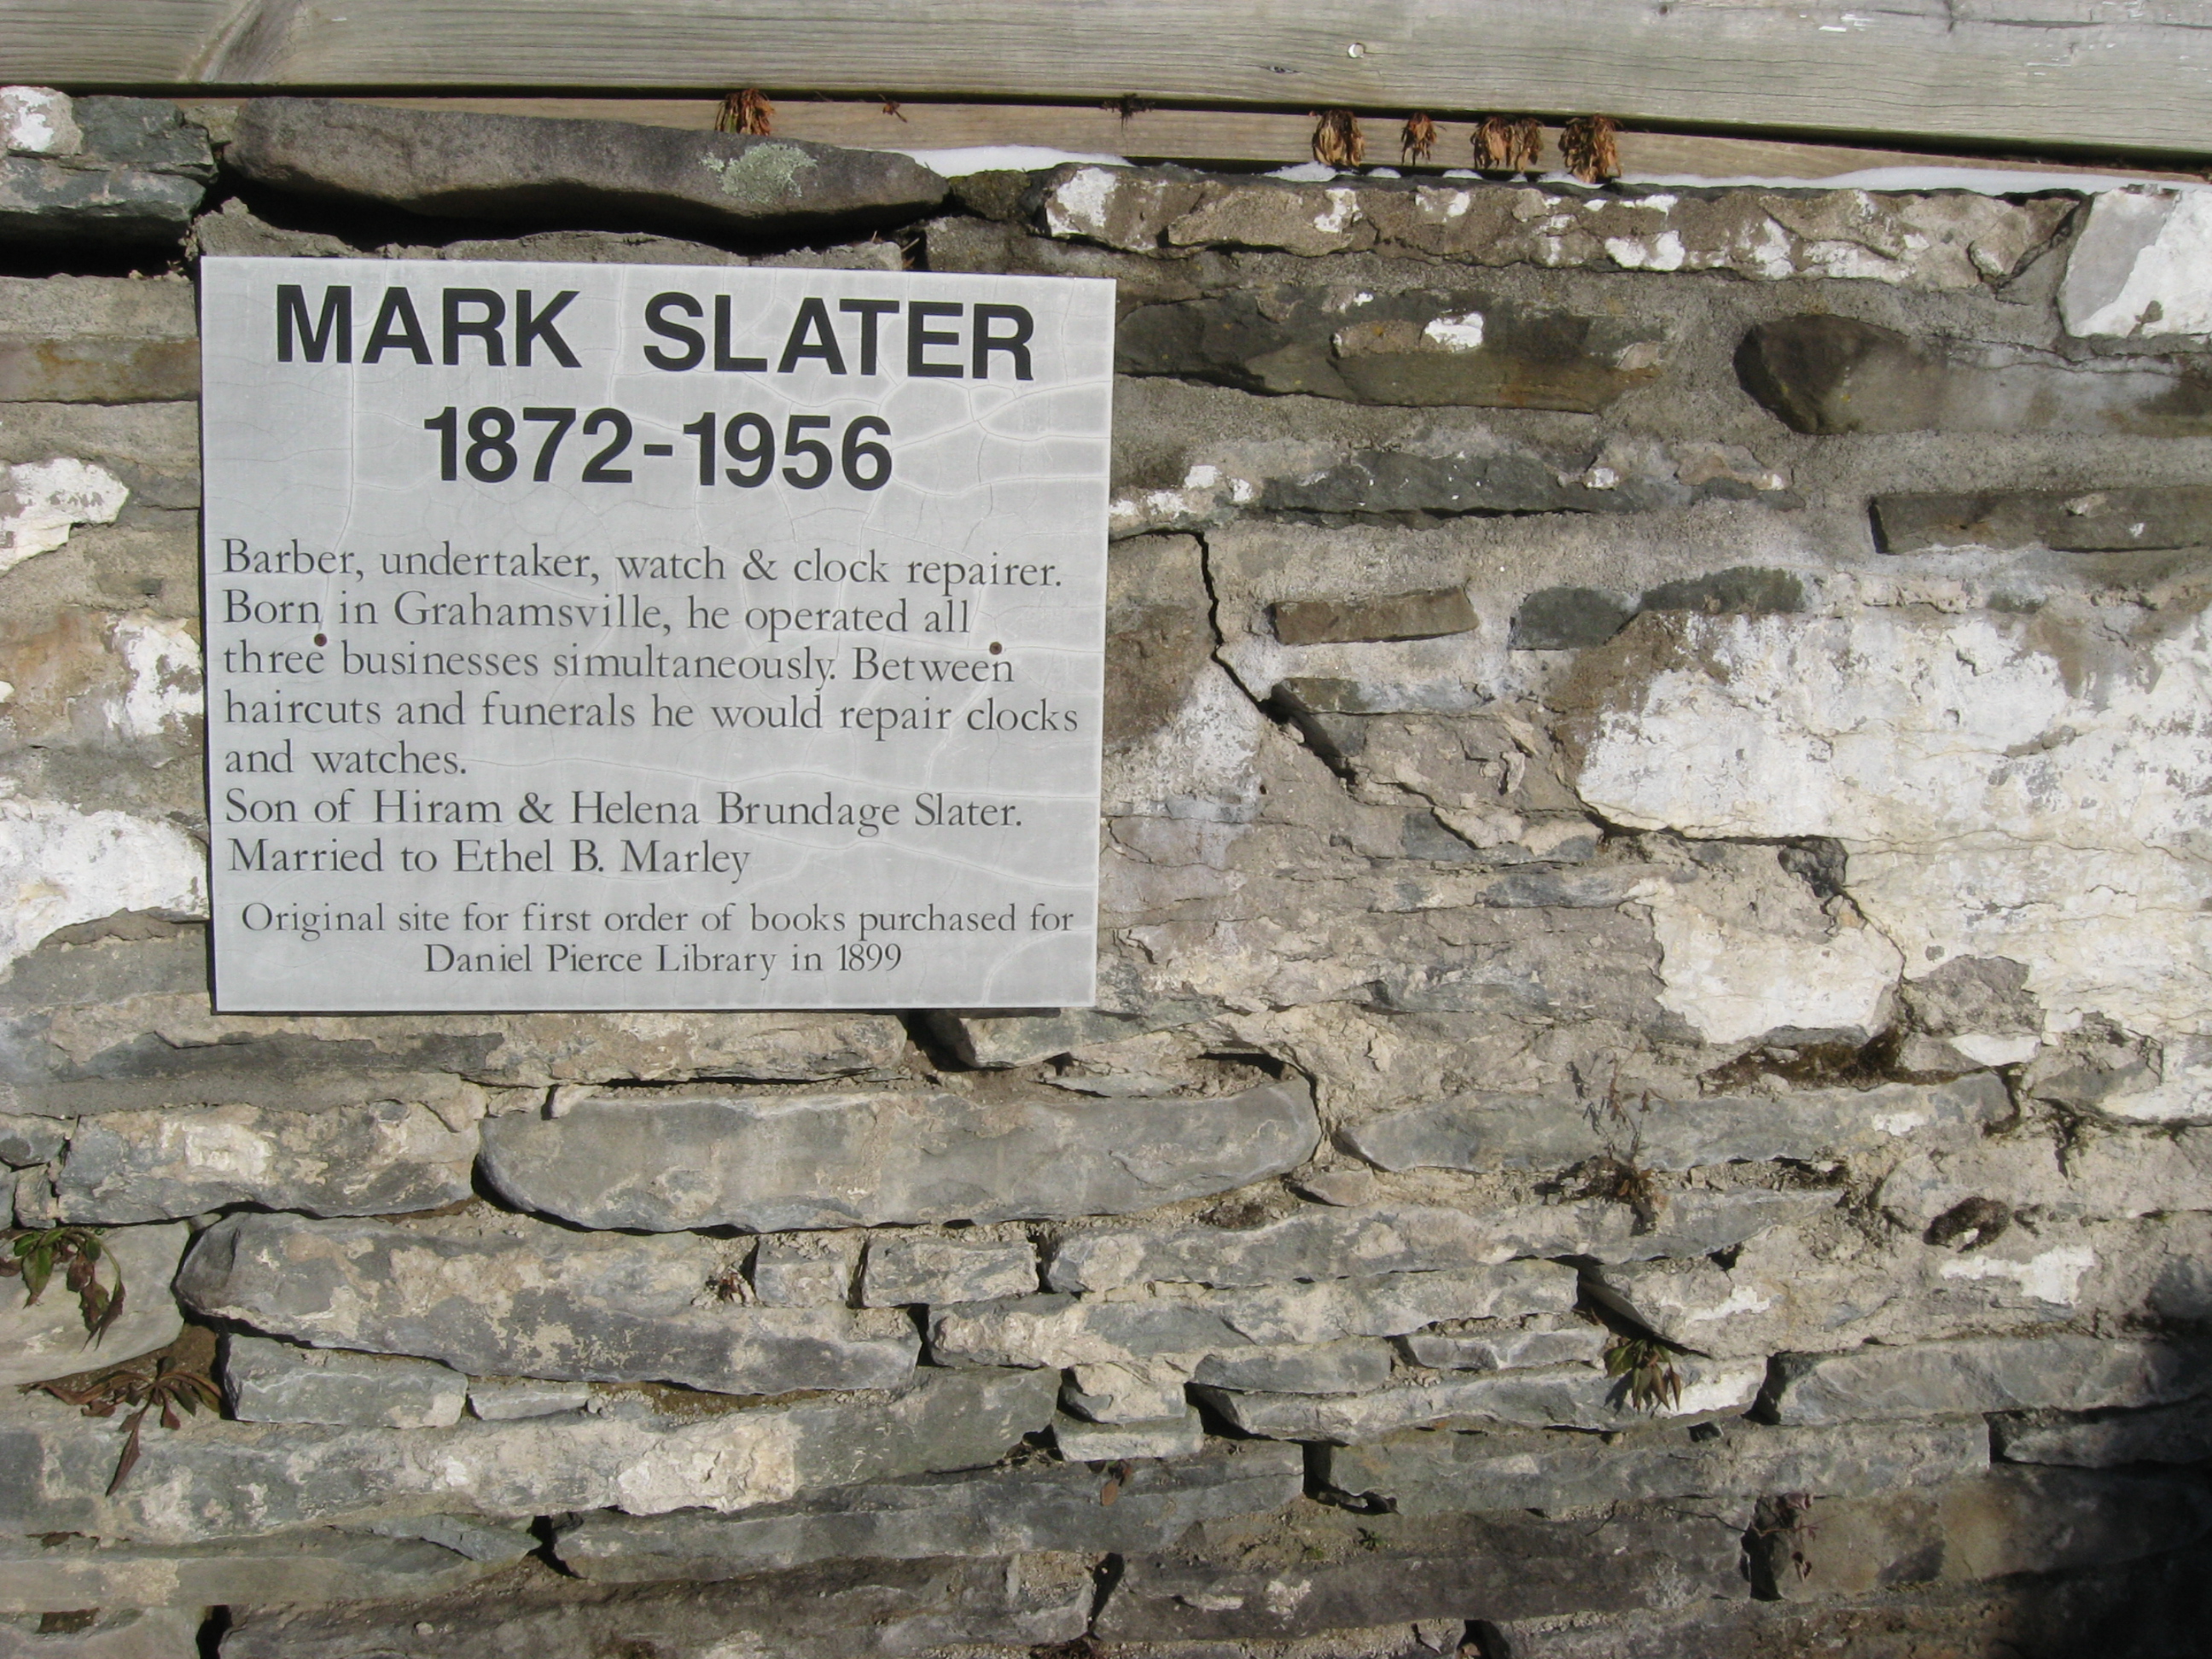 MARK SLATER
1872-1956
Barber, undertaker, watch & clock repairer.
Born in Grahamsville, he operated all
three businesses simultaneously. Between
haircuts and funerals he would repair clocks
and watches.
Son of Hiram & Helena Brundage Slater.
Married to Ethel B. Marley
Original site for first order of books purchased for
Daniel Pierce Library in 1899